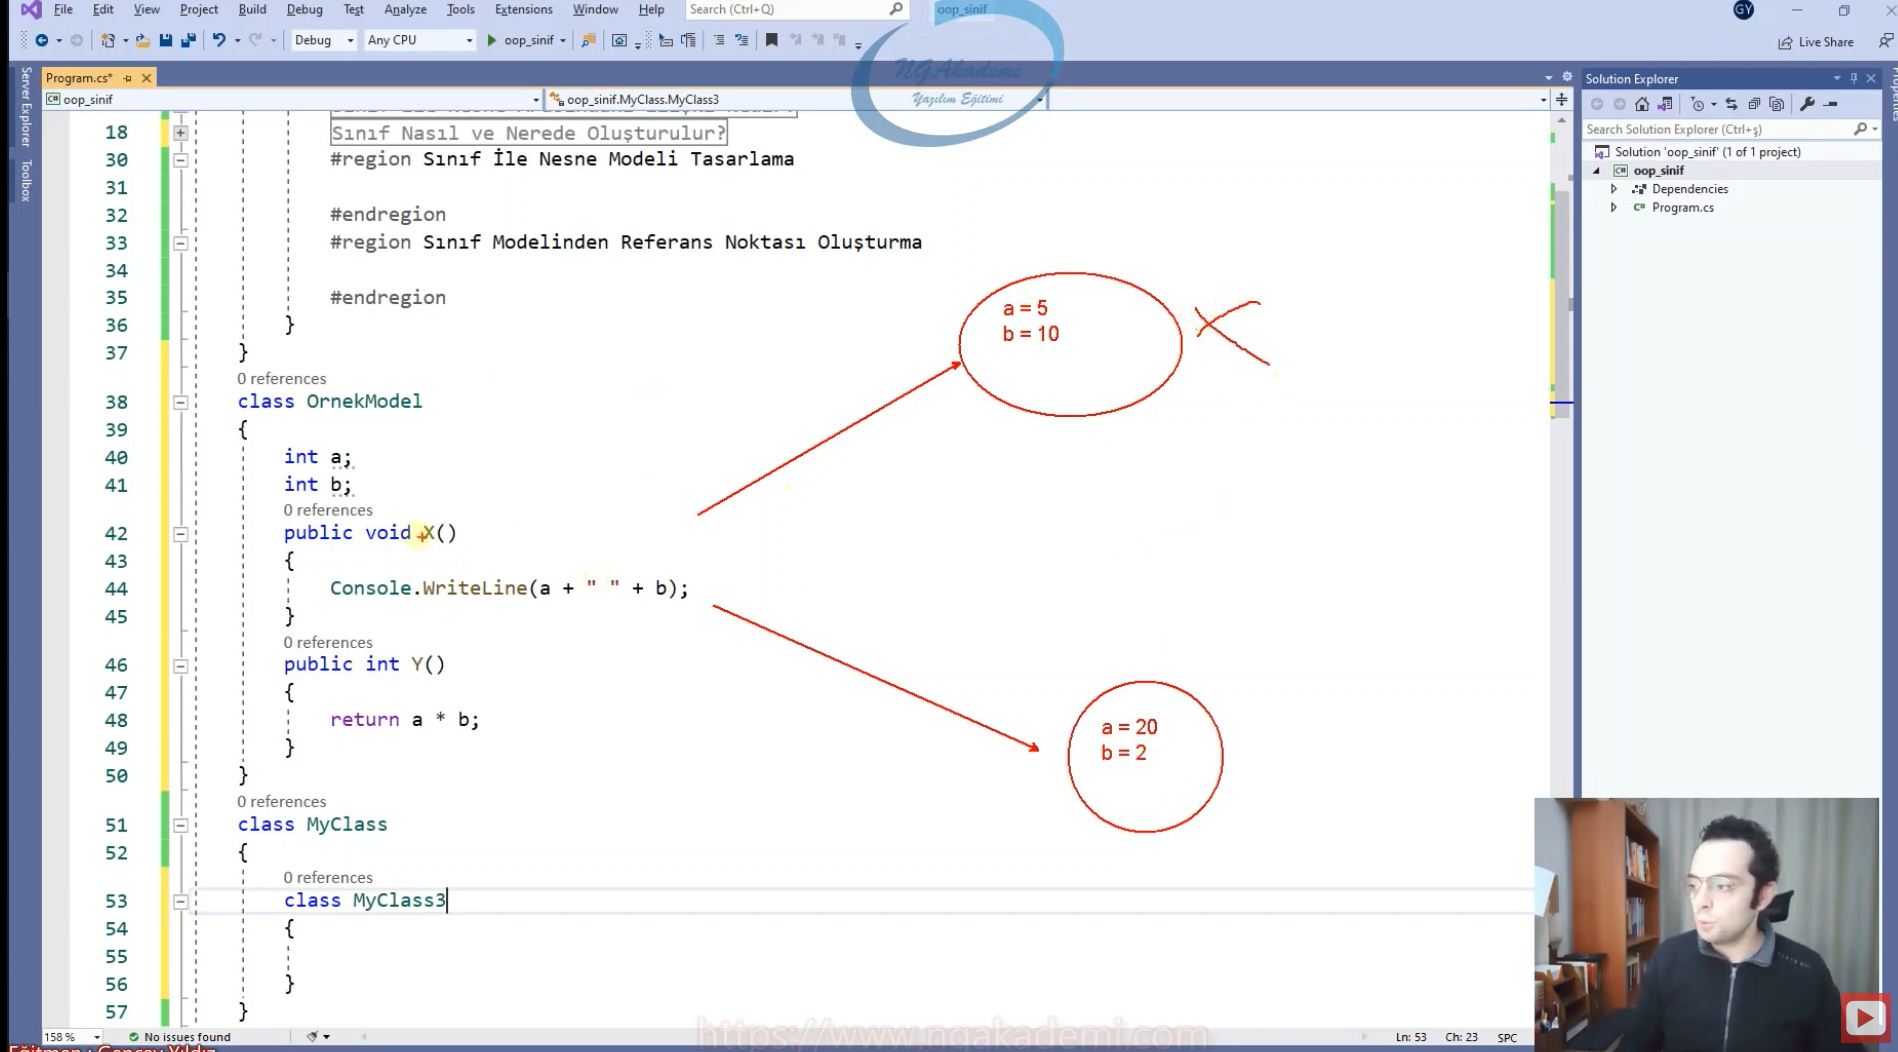 File Edit View Project Build Debug Test Analyze Tools Extensions Window Help Search (Ctrl+Q) oop_sinif GY
Debug Any CPU oop_sinif Live Share
NGAkademi
Yazılım Eğitimi
Server Explorer
Toolbox
Program.cs*
oop_sinif oop_sinif.MyClass.MyClass3
18 Sınıf Nasıl ve Nerede Oluşturulur?
30 #region Sınıf İle Nesne Modeli Tasarlama
31
32 #endregion
33 #region Sınıf Modelinden Referans Noktası Oluşturma
34
35 #endregion
36 }
37 }
0 references
38 class OrnekModel
39 {
40 int a;
41 int b;
0 references
42 public void X()
43 {
44 Console.WriteLine(a + " " + b);
45 }
0 references
46 public int Y()
47 {
48 return a * b;
49 }
50 }
0 references
51 class MyClass
52 {
0 references
53 class MyClass3
54 {
55
56 }
57 }
a = 5
b = 10
a = 20
b = 2
Solution Explorer
Search Solution Explorer (Ctrl+ş)
Solution 'oop_sinif' (1 of 1 project)
oop_sinif
Dependencies
Program.cs
Properties
158 % No issues found Ln: 53 Ch: 23 SPC
https://www.ngakademi.com
Eğitmen : Gençay Yıldız